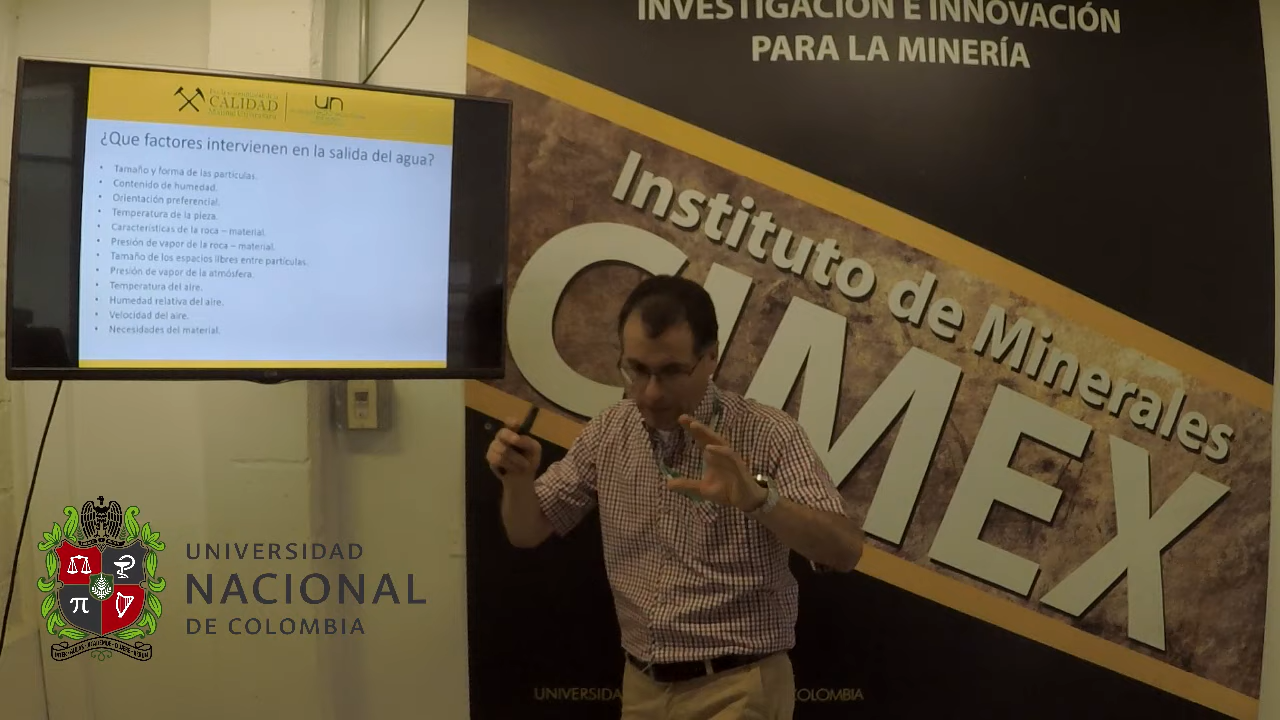 INVESTIGACIÓN E INNOVACIÓN
PARA LA MINERÍA
CALIDAD
un
¿Que factores intervienen en la salida del agua?
• Tamaño y forma de las partículas.
• Contenido de humedad.
• Orientación preferencial.
• Temperatura de la pieza.
• Características de la roca – material.
• Presión de vapor de la roca – material.
• Tamaño de los espacios libres entre partículas.
• Presión de vapor de la atmósfera.
• Temperatura del aire.
• Humedad relativa del aire.
• Velocidad del aire.
• Necesidades del material.
Instituto de Minerales
CIMEX
UNIVERSIDAD
NACIONAL
DE COLOMBIA
UNIVERSIDA COLOMBIA